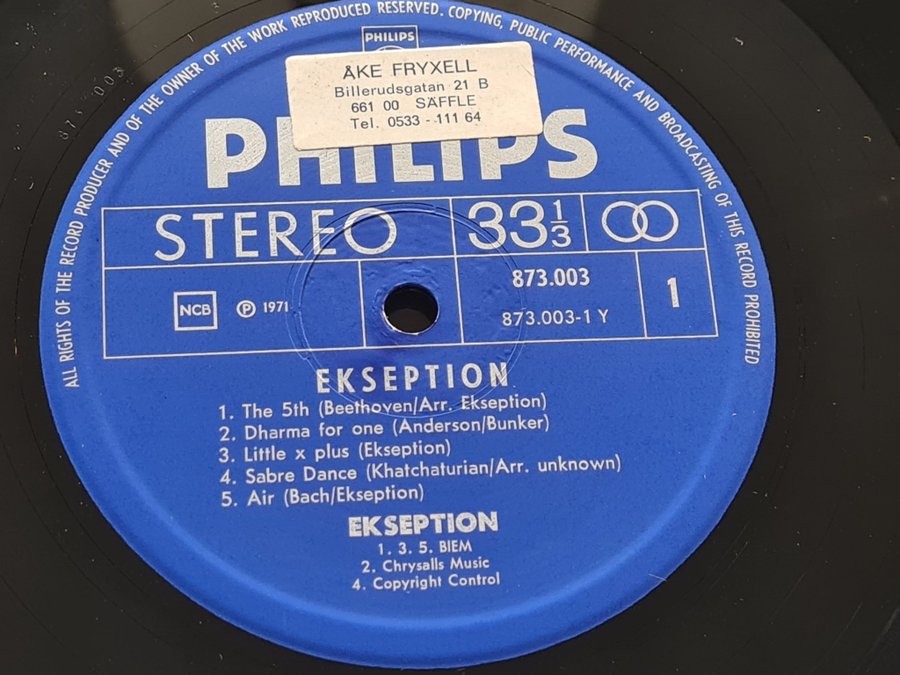 ALL RIGHTS OF THE RECORD PRODUCER AND OF THE OWNER OF THE WORK REPRODUCED RESERVED. COPYING, PUBLIC PERFORMANCE AND BROADCASTING OF THIS RECORD PROHIBITED
PHILIPS
ÅKE FRYXELL
Billerudsgatan 21 B
661 00 SÄFFLE
Tel. 0533 - 111 64
PHILIPS
STEREO 33 1/3
NCB ℗ 1971 873.003 1
873.003-1 Y
EKSEPTION
1. The 5th (Beethoven/Arr. Ekseption)
2. Dharma for one (Anderson/Bunker)
3. Little x plus (Ekseption)
4. Sabre Dance (Khatchaturian/Arr. unknown)
5. Air (Bach/Ekseption)
EKSEPTION
1. 3. 5. BIEM
2. Chrysalls Music
4. Copyright Control